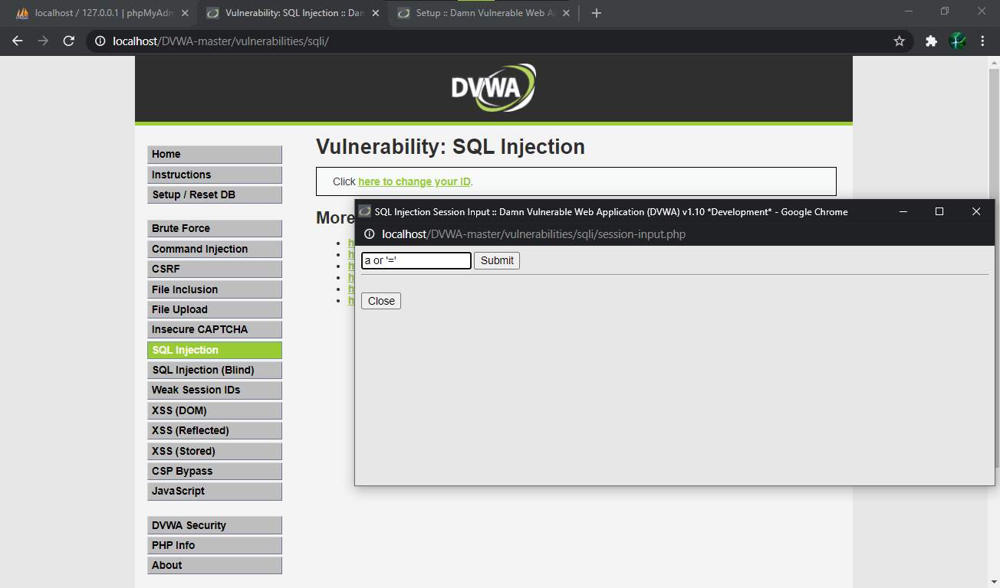 localhost / 127.0.0.1 | phpMyAdm
Vulnerability: SQL Injection :: Dam
Setup :: Damn Vulnerable Web Ap
localhost/DVWA-master/vulnerabilities/sqli/
DVWA
Home
Instructions
Setup / Reset DB
Brute Force
Command Injection
CSRF
File Inclusion
File Upload
Insecure CAPTCHA
SQL Injection
SQL Injection (Blind)
Weak Session IDs
XSS (DOM)
XSS (Reflected)
XSS (Stored)
CSP Bypass
JavaScript
DVWA Security
PHP Info
About
Vulnerability: SQL Injection
Click here to change your ID.
More
SQL Injection Session Input :: Damn Vulnerable Web Application (DVWA) v1.10 *Development* - Google Chrome
localhost/DVWA-master/vulnerabilities/sqli/session-input.php
a or '='
Submit
Close